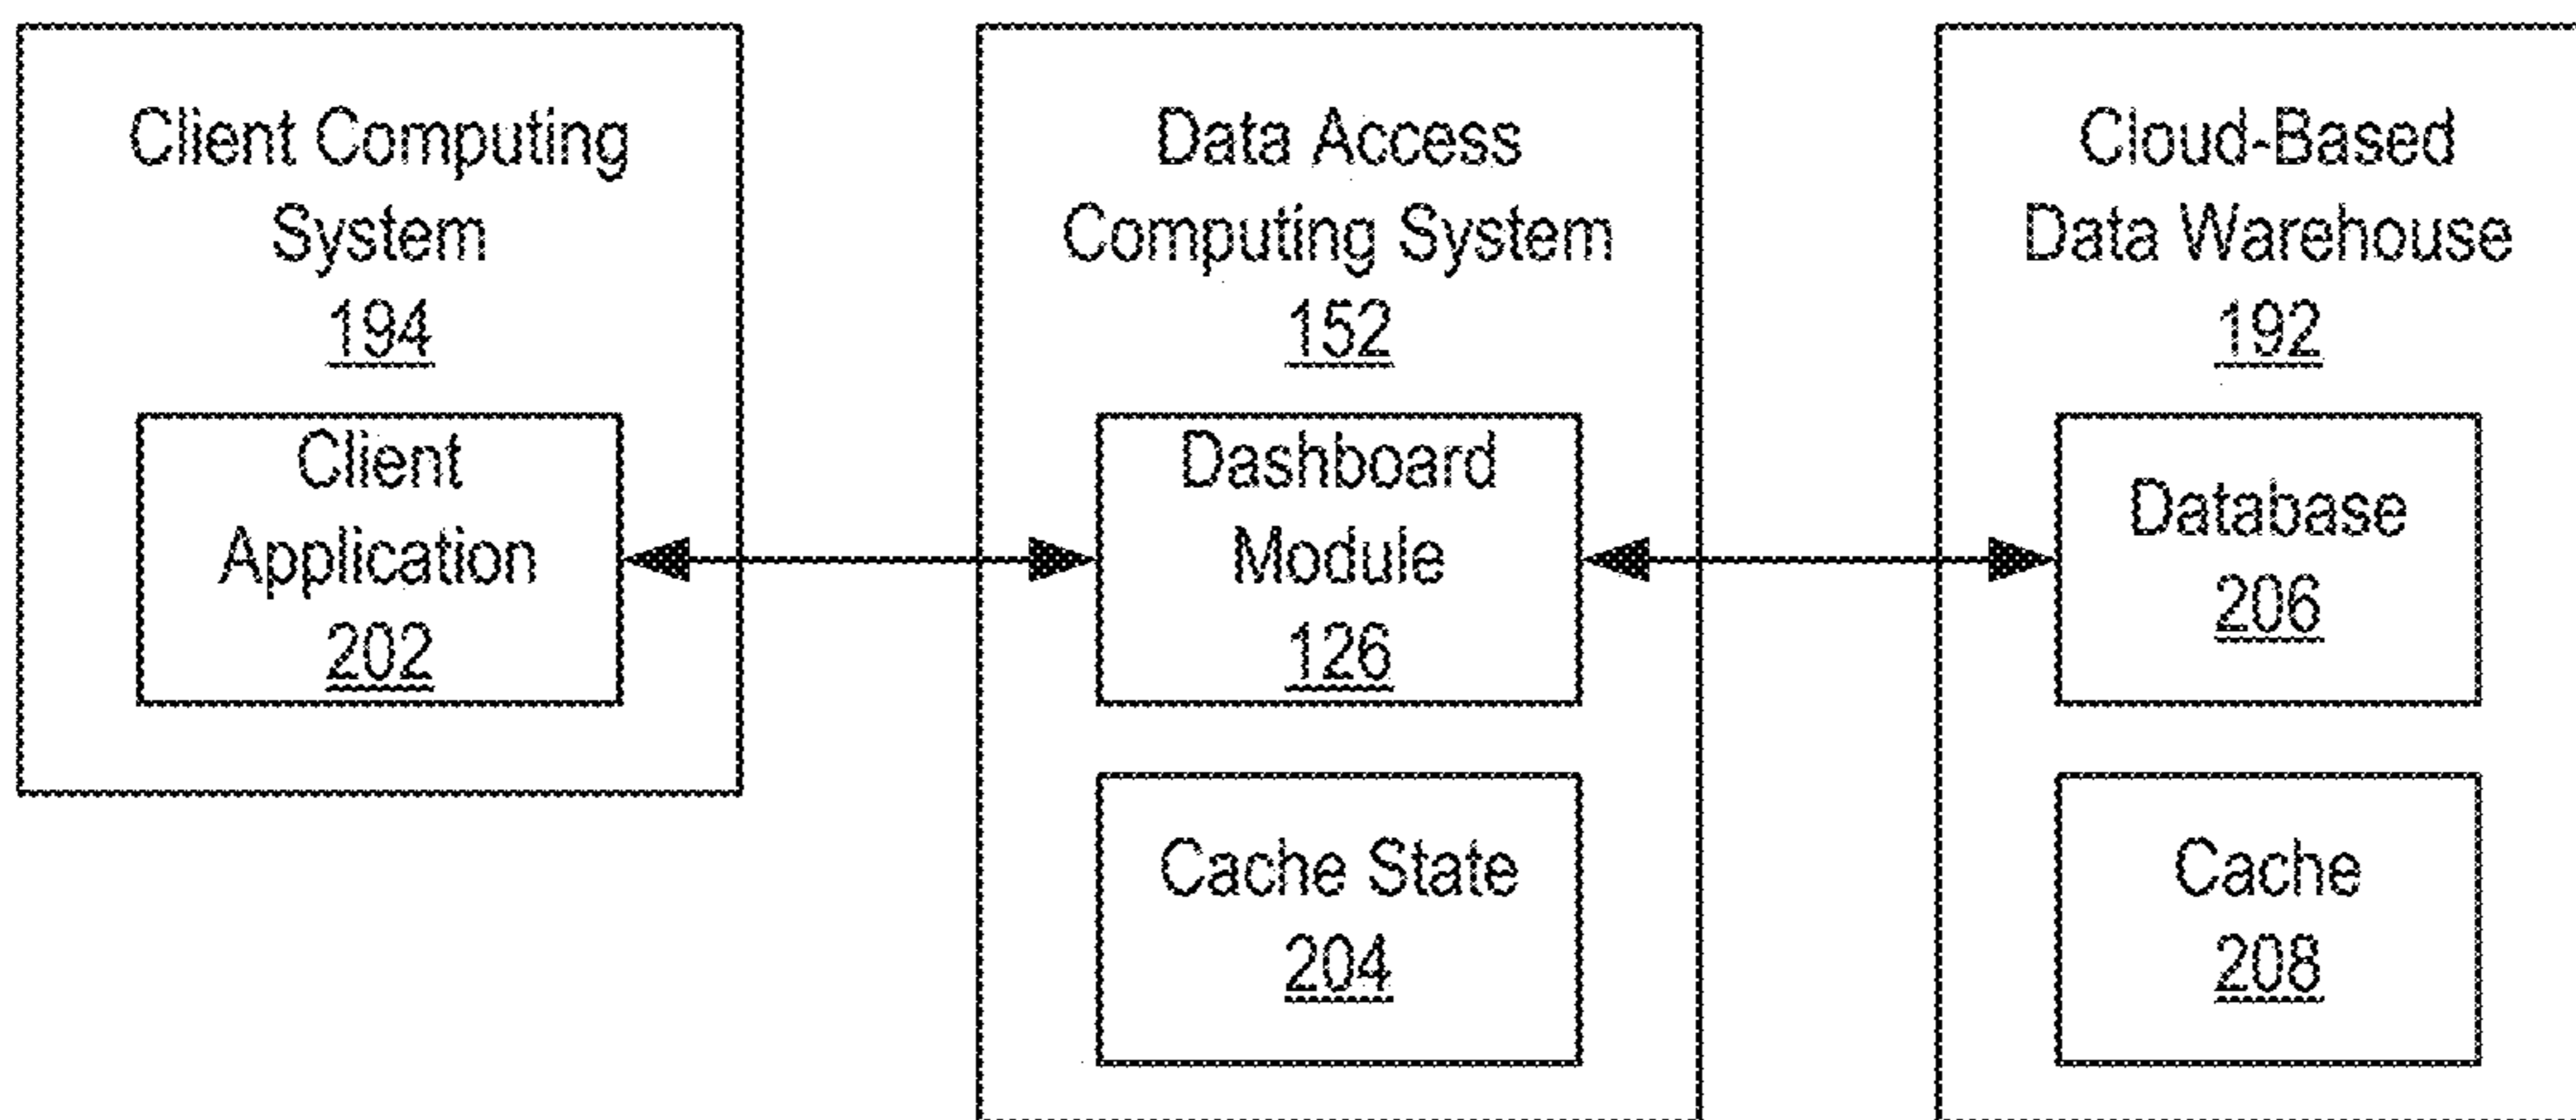 Client Computing
System
194
Client
Application
202
Data Access
Computing System
152
Dashboard
Module
126
Cache State
204
Cloud-Based
Data Warehouse
192
Database
206
Cache
208